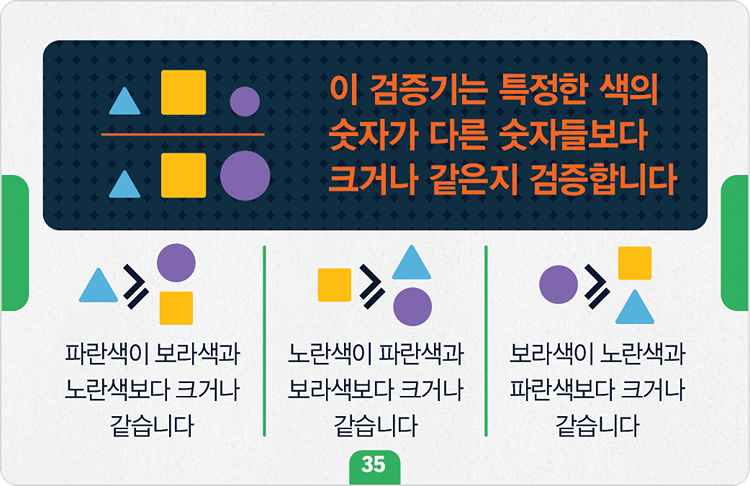 이 검증기는 특정한 색의
숫자가 다른 숫자들보다
크거나 같은지 검증합니다
파란색이 보라색과
노란색보다 크거나
같습니다
노란색이 파란색과
보라색보다 크거나
같습니다
보라색이 노란색과
파란색보다 크거나
같습니다
35